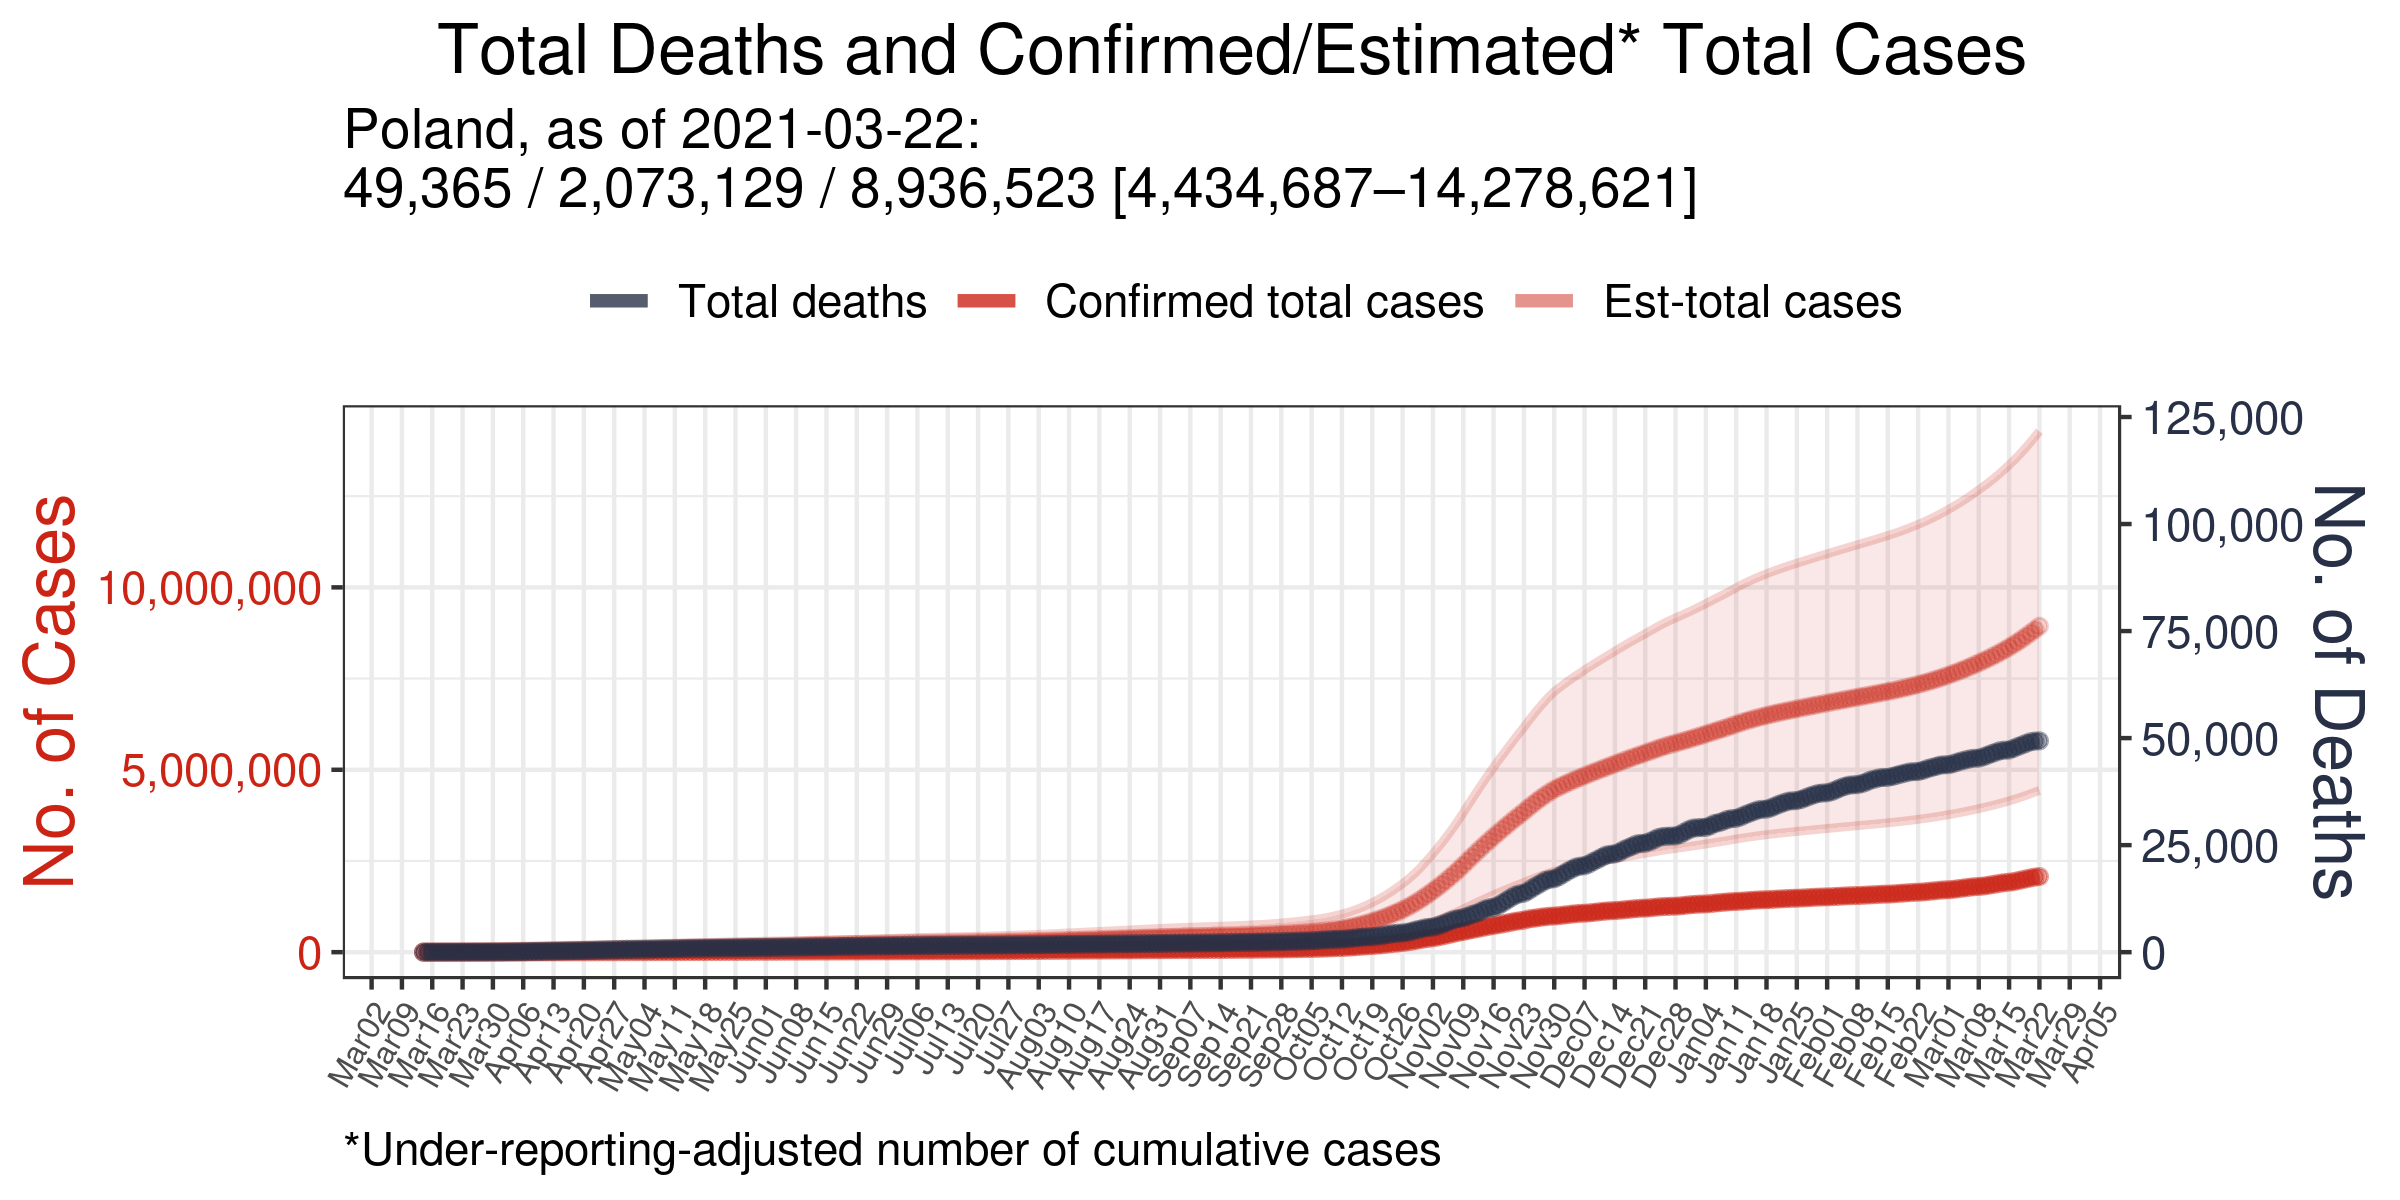 Total Deaths and Confirmed/Estimated* Total Cases
Poland, as of 2021-03-22:
49,365 / 2,073,129 / 8,936,523 [4,434,687–14,278,621]
Total deaths
Confirmed total cases
Est-total cases
No. of Cases
10,000,000
5,000,000
0
125,000
100,000
75,000
50,000
25,000
0
No. of Deaths
Mar02
Mar09
Mar16
Mar23
Mar30
Apr06
Apr13
Apr20
Apr27
May04
May11
May18
May25
Jun01
Jun08
Jun15
Jun22
Jun29
Jul06
Jul13
Jul20
Jul27
Aug03
Aug10
Aug17
Aug24
Aug31
Sep07
Sep14
Sep21
Sep28
Oct05
Oct12
Oct19
Oct26
Nov02
Nov09
Nov16
Nov23
Nov30
Dec07
Dec14
Dec21
Dec28
Jan04
Jan11
Jan18
Jan25
Feb01
Feb08
Feb15
Feb22
Mar01
Mar08
Mar15
Mar22
Mar29
Apr05
*Under-reporting-adjusted number of cumulative cases